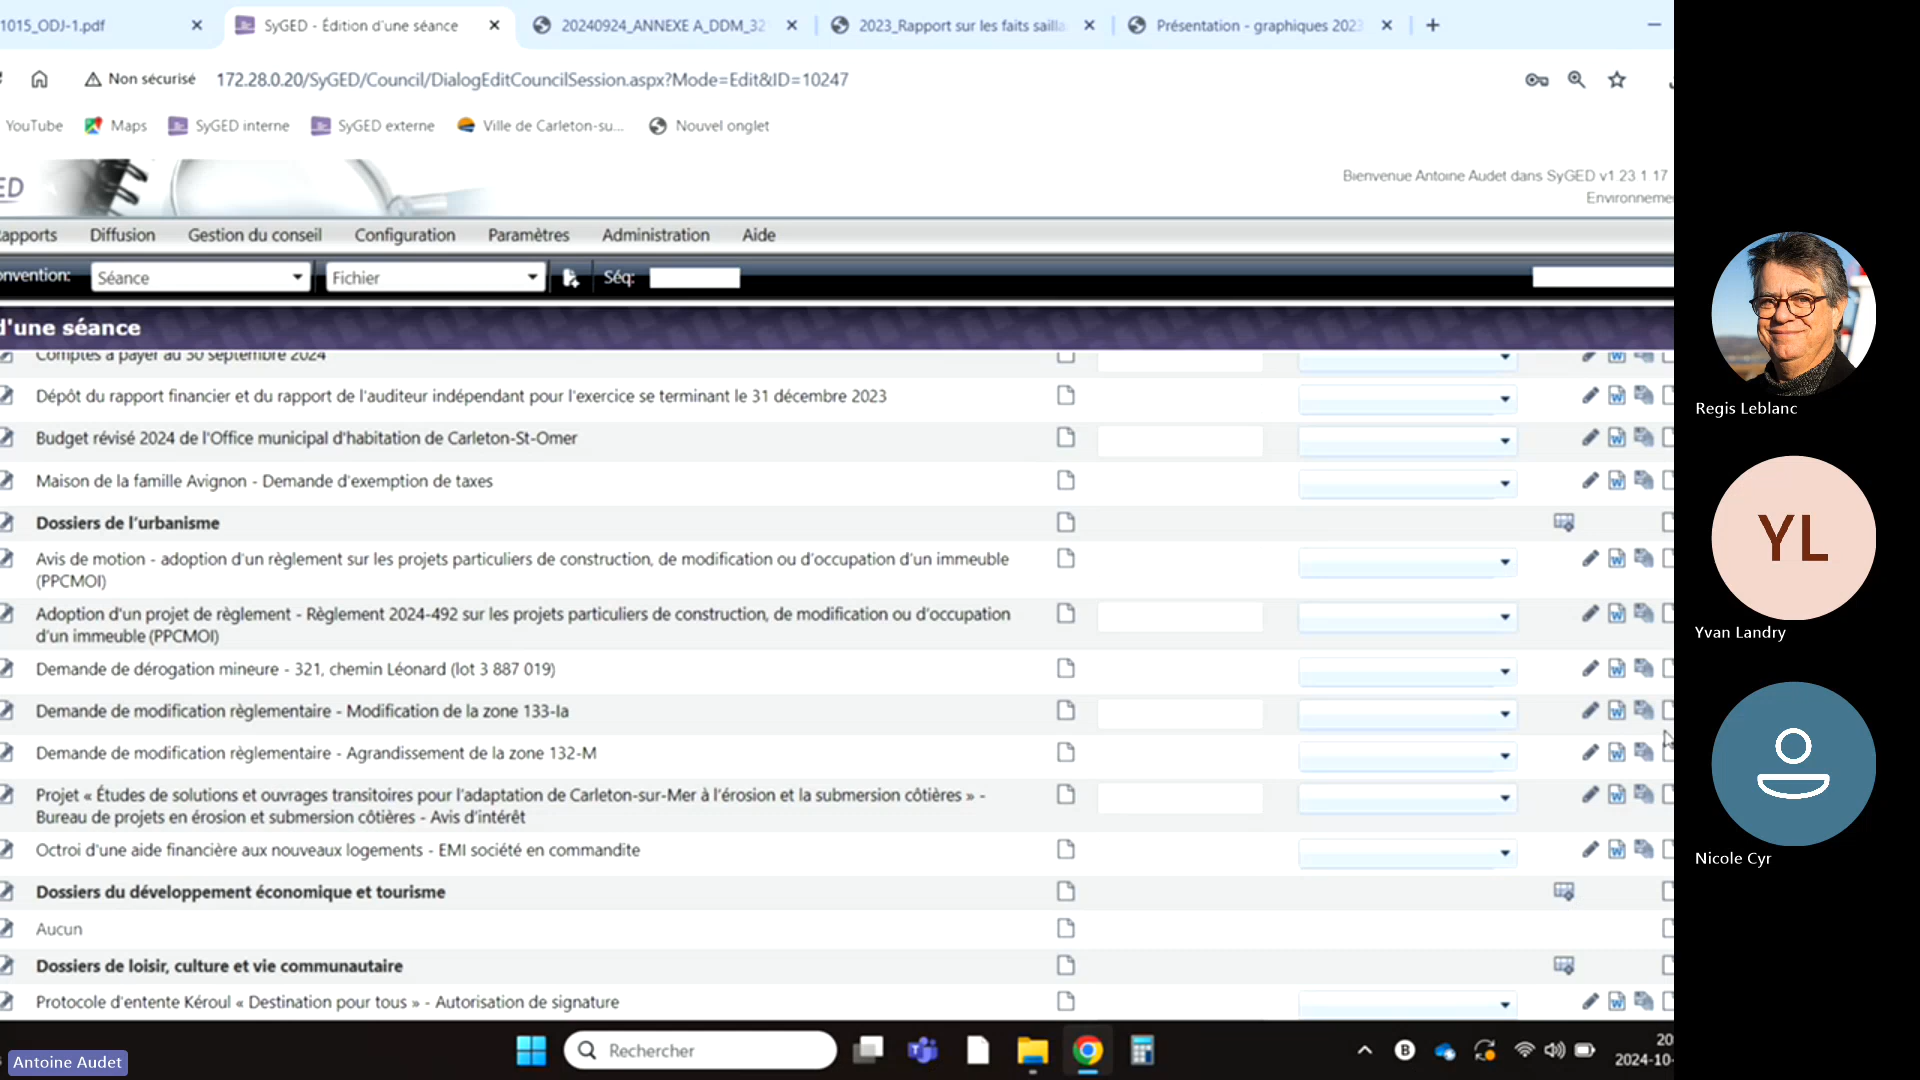 1015_ODJ-1.pdf
SyGED - Édition d'une séance
20240924_ANNEXE A_DDM_32
2023_Rapport sur les faits sailla
Présentation - graphiques 2023
Non sécurisé
172.28.0.20/SyGED/Council/DialogEditCouncilSession.aspx?Mode=Edit&ID=10247
YouTube
Maps
SyGED interne
SyGED externe
Ville de Carleton-su...
Nouvel onglet
ED
Bienvenue Antoine Audet dans SyGED v1 23 1 17
Environneme
apports
Diffusion
Gestion du conseil
Configuration
Paramètres
Administration
Aide
onvention:
Séance
Fichier
Séq:
d'une séance
Comptes à payer au 30 septembre 2024
Dépôt du rapport financier et du rapport de l'auditeur indépendant pour l'exercice se terminant le 31 décembre 2023
Budget révisé 2024 de l'Office municipal d'habitation de Carleton-St-Omer
Maison de la famille Avignon - Demande d'exemption de taxes
Dossiers de l'urbanisme
Avis de motion - adoption d'un règlement sur les projets particuliers de construction, de modification ou d'occupation d'un immeuble
(PPCMOI)
Adoption d'un projet de règlement - Règlement 2024-492 sur les projets particuliers de construction, de modification ou d'occupation
d'un immeuble (PPCMOI)
Demande de dérogation mineure - 321, chemin Léonard (lot 3 887 019)
Demande de modification règlementaire - Modification de la zone 133-Ia
Demande de modification règlementaire - Agrandissement de la zone 132-M
Projet « Études de solutions et ouvrages transitoires pour l'adaptation de Carleton-sur-Mer à l'érosion et la submersion côtières » -
Bureau de projets en érosion et submersion côtières - Avis d'intérêt
Octroi d'une aide financière aux nouveaux logements - EMI société en commandite
Dossiers du développement économique et tourisme
Aucun
Dossiers de loisir, culture et vie communautaire
Protocole d'entente Kéroul « Destination pour tous » - Autorisation de signature
Rechercher
20
2024-10-
Antoine Audet
Regis Leblanc
YL
Yvan Landry
Nicole Cyr